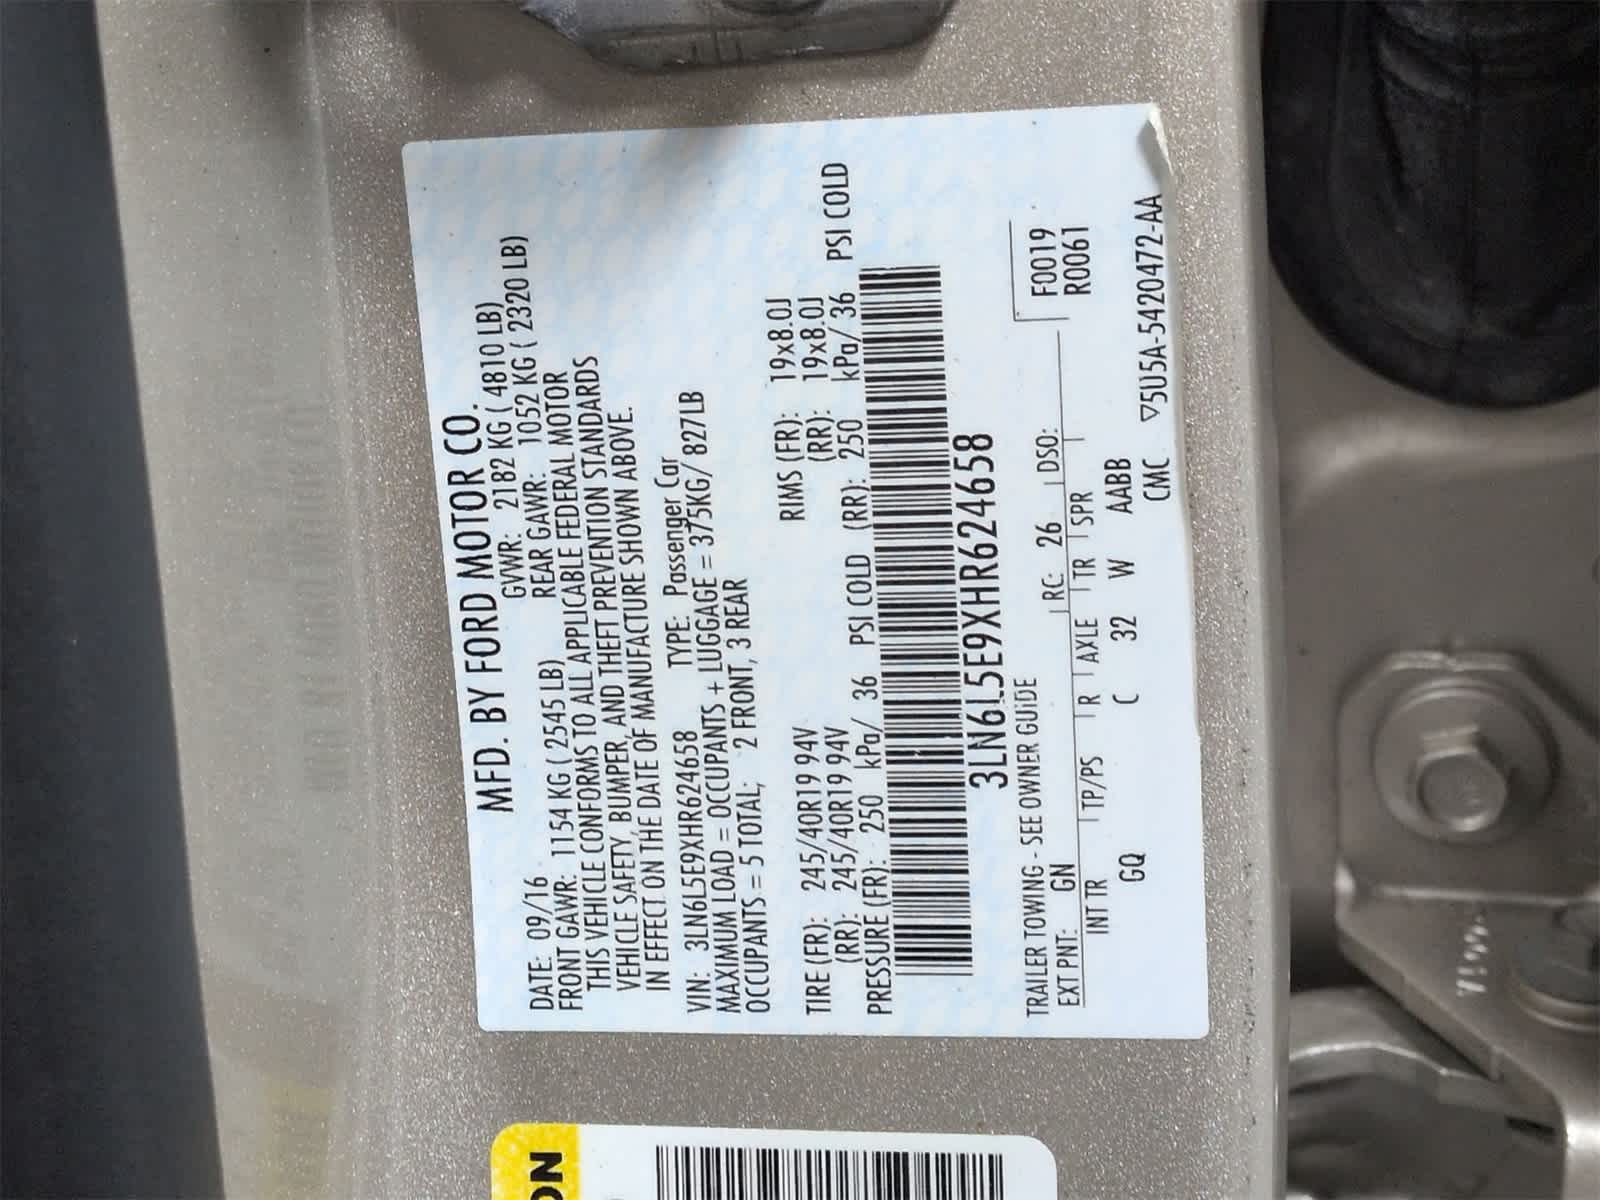 MFD. BY FORD MOTOR CO.
DATE: 09/16 GVWR: 2182 KG ( 4810 LB)
FRONT GAWR: 1154 KG ( 2545 LB) REAR GAWR: 1052 KG ( 2320 LB)
THIS VEHICLE CONFORMS TO ALL APPLICABLE FEDERAL MOTOR
VEHICLE SAFETY, BUMPER, AND THEFT PREVENTION STANDARDS
IN EFFECT ON THE DATE OF MANUFACTURE SHOWN ABOVE.
VIN: 3LN6L5E9XHR624658 TYPE: Passenger Car
MAXIMUM LOAD = OCCUPANTS + LUGGAGE = 375KG/ 827LB
OCCUPANTS = 5 TOTAL; 2 FRONT, 3 REAR
TIRE (FR): 245/40R19 94V RIMS (FR): 19x8.0J
(RR): 245/40R19 94V (RR): 19x8.0J
PRESSURE (FR): 250 kPa/ 36 PSI COLD (RR): 250 kPa/ 36 PSI COLD
3LN6L5E9XHR624658
TRAILER TOWING - SEE OWNER GUIDE
F0019
R0061
EXT PNT: GN RC: 26 DSO:
INT TR TP/PS R AXLE TR SPR
GQ C 32 W AABB
CMC ▽5U5A-5420472-AA
ON